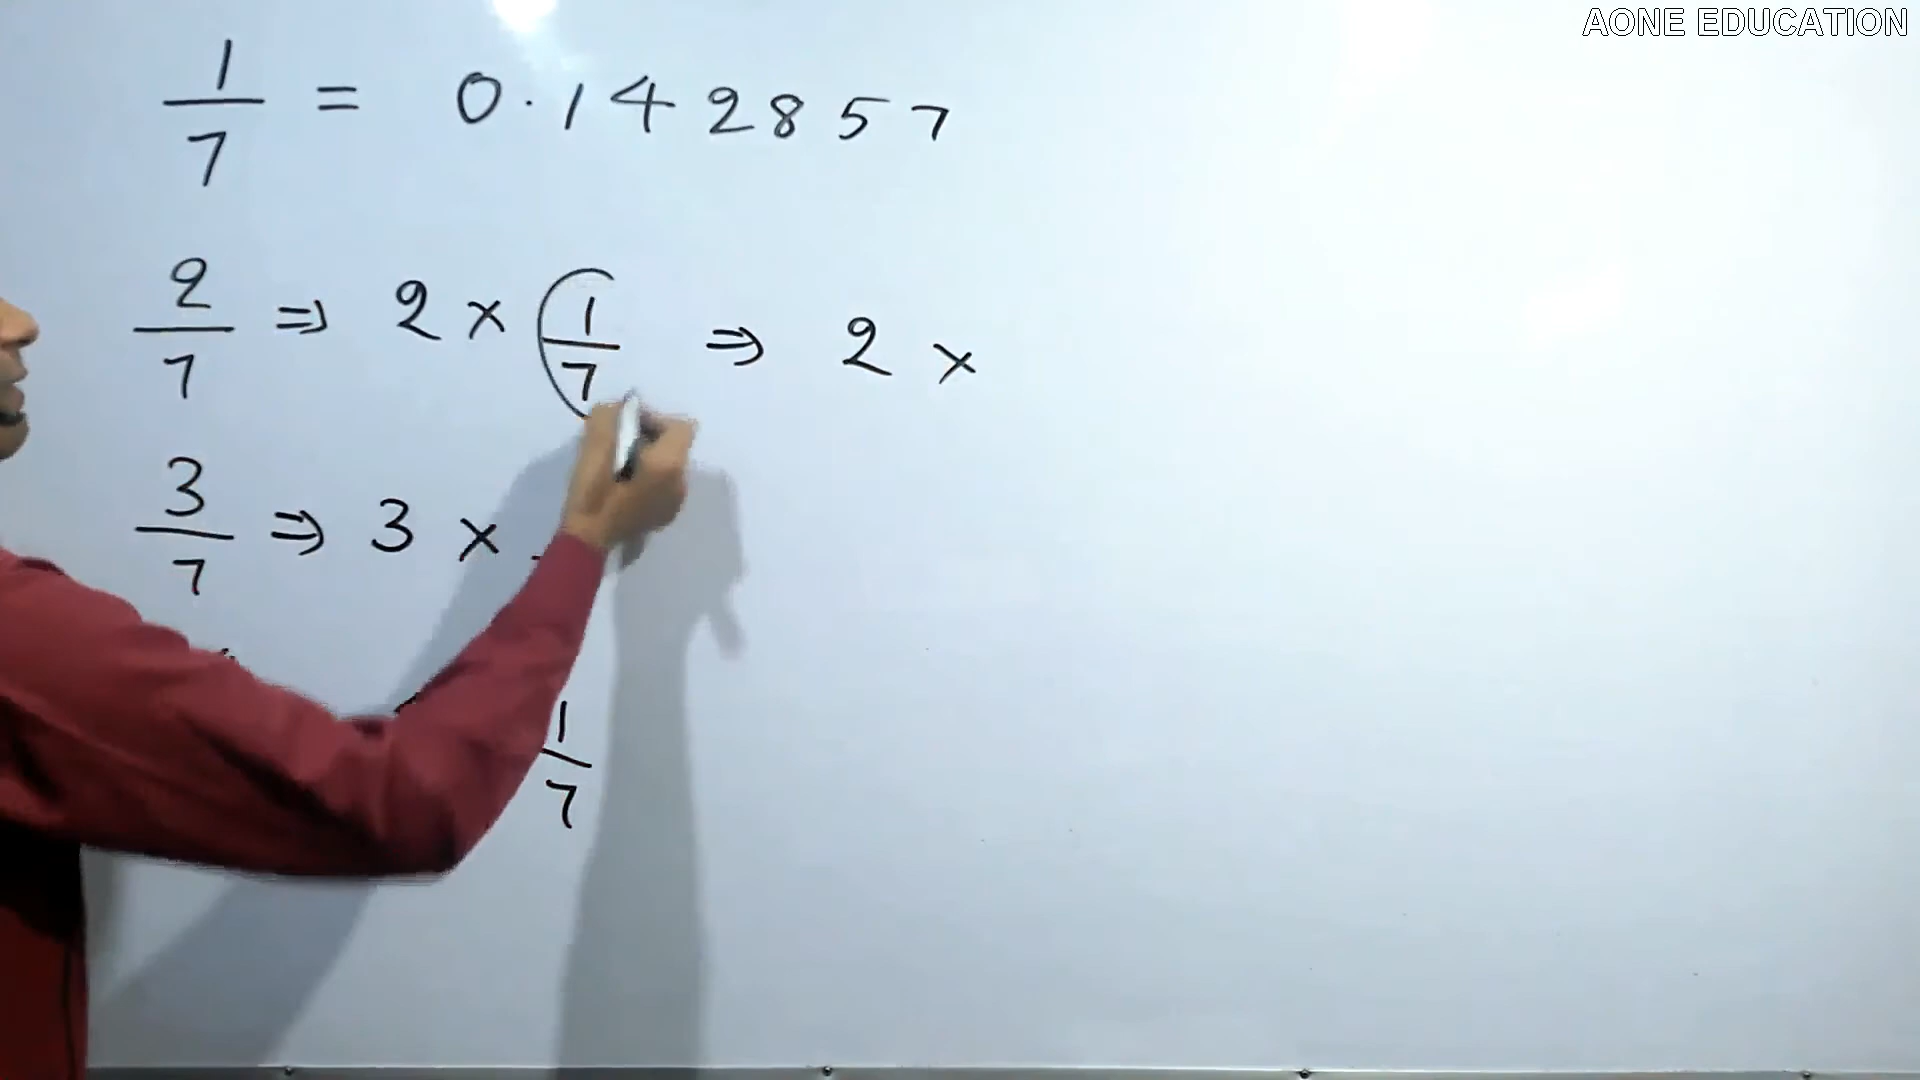 AONE EDUCATION
1/7 = 0.142857
2/7 ⇒ 2 × 1/7 ⇒ 2 ×
3/7 ⇒ 3 ×
1/7